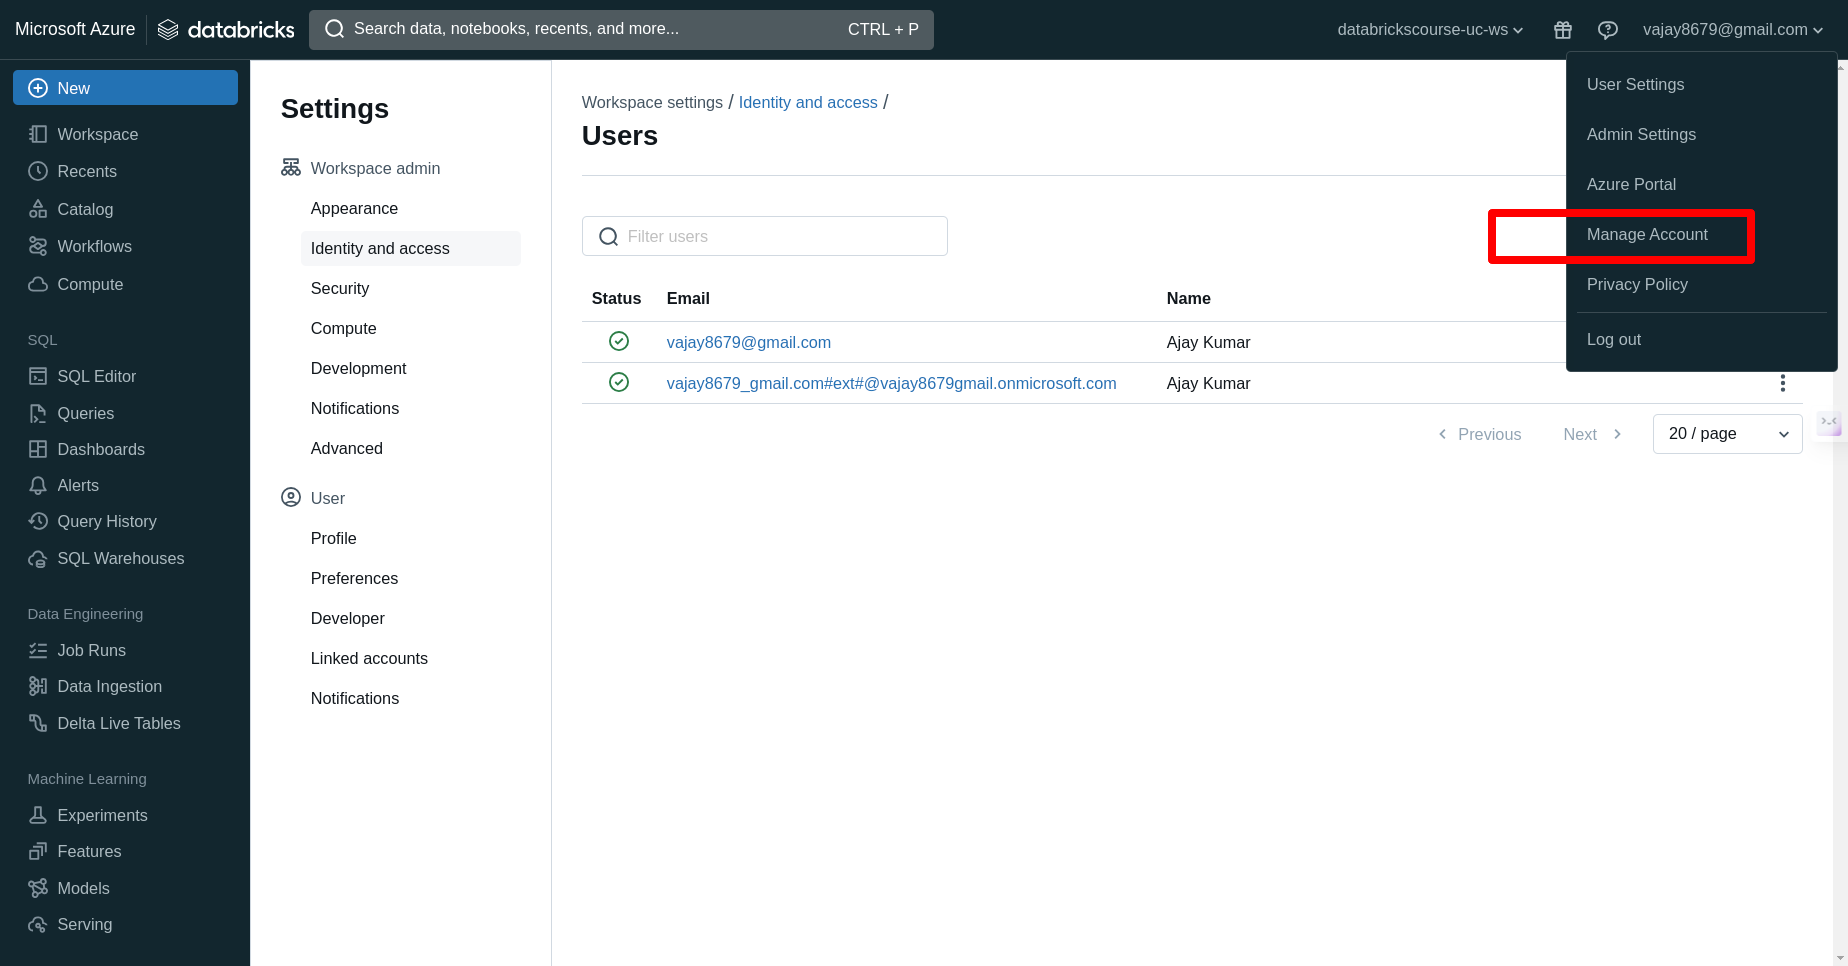 Microsoft Azure databricks Search data, notebooks, recents, and more... CTRL + P databrickscourse-uc-ws vajay8679@gmail.com
New
Workspace
Recents
Catalog
Workflows
Compute
SQL
SQL Editor
Queries
Dashboards
Alerts
Query History
SQL Warehouses
Data Engineering
Job Runs
Data Ingestion
Delta Live Tables
Machine Learning
Experiments
Features
Models
Serving
Settings
Workspace admin
Appearance
Identity and access
Security
Compute
Development
Notifications
Advanced
User
Profile
Preferences
Developer
Linked accounts
Notifications
Workspace settings / Identity and access /
Users
Filter users
Status Email Name
vajay8679@gmail.com Ajay Kumar
vajay8679_gmail.com#ext#@vajay8679gmail.onmicrosoft.com Ajay Kumar
Previous Next 20 / page
User Settings
Admin Settings
Azure Portal
Manage Account
Privacy Policy
Log out